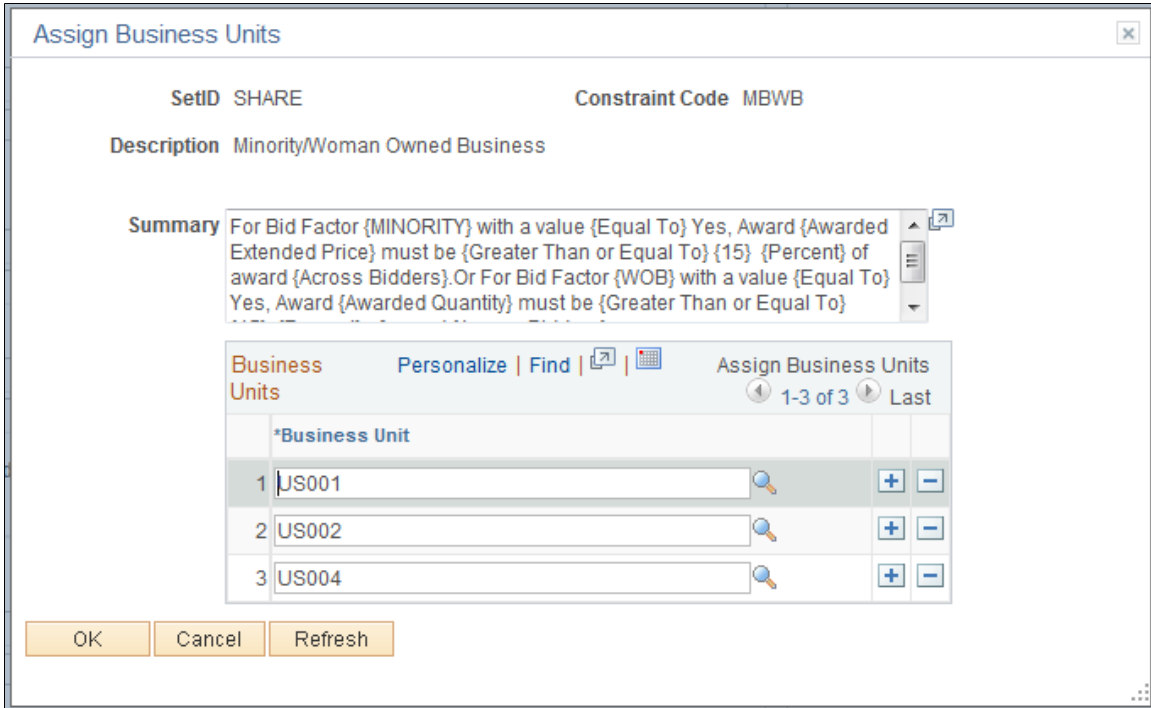 Assign Business Units
SetID SHARE Constraint Code MBWB
Description Minority/Woman Owned Business
Summary For Bid Factor {MINORITY} with a value {Equal To} Yes, Award {Awarded
Extended Price} must be {Greater Than or Equal To} {15} {Percent} of
award {Across Bidders}.Or For Bid Factor {WOB} with a value {Equal To}
Yes, Award {Awarded Quantity} must be {Greater Than or Equal To}
Business Units Personalize | Find | | Assign Business Units
1-3 of 3 Last
*Business Unit
1 US001
2 US002
3 US004
OK Cancel Refresh